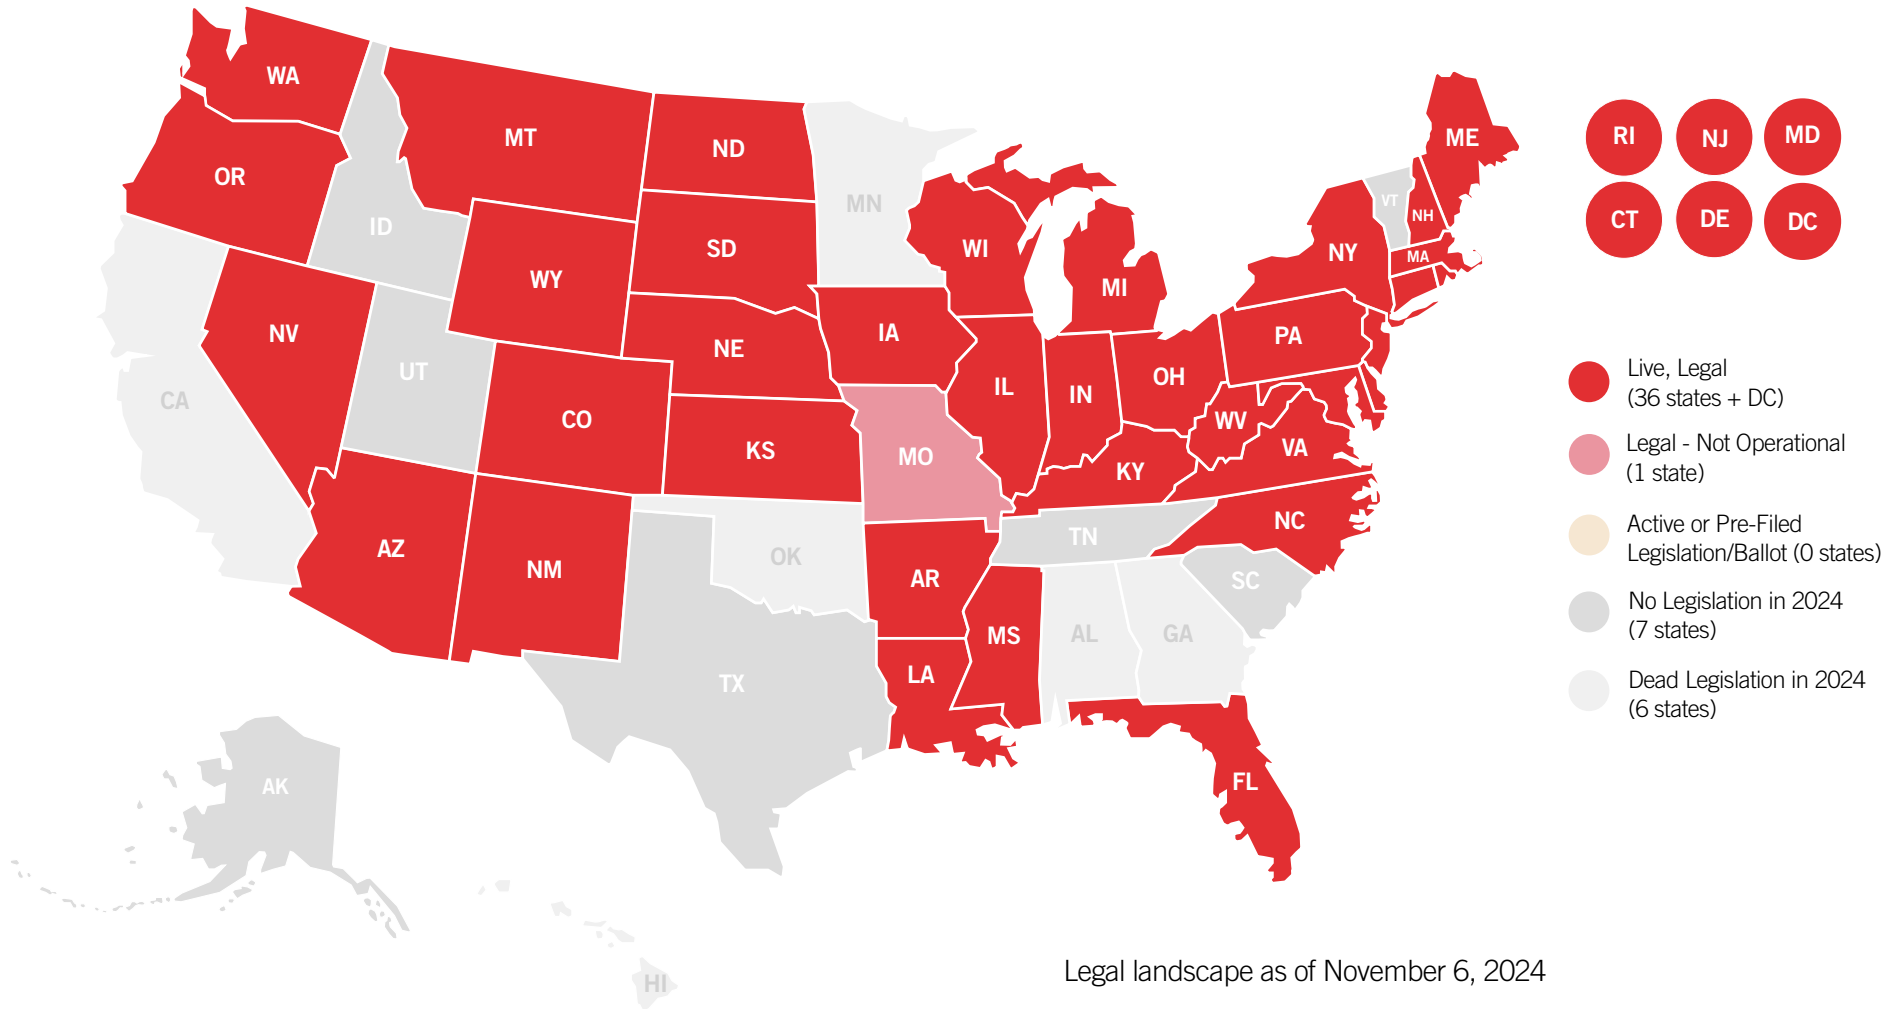 WA
MT
ND
MN
OR
ID
SD
WI
WY
MI
NY
VT
NH
ME
MA
NV
UT
NE
IA
PA
CA
CO
KS
MO
IL
IN
OH
WV
VA
KY
AZ
NM
OK
AR
TN
NC
SC
TX
LA
MS
AL
GA
FL
AK
HI
RI
NJ
MD
CT
DE
DC
Live, Legal
(36 states + DC)
Legal - Not Operational
(1 state)
Active or Pre-Filed
Legislation/Ballot (0 states)
No Legislation in 2024
(7 states)
Dead Legislation in 2024
(6 states)
Legal landscape as of November 6, 2024